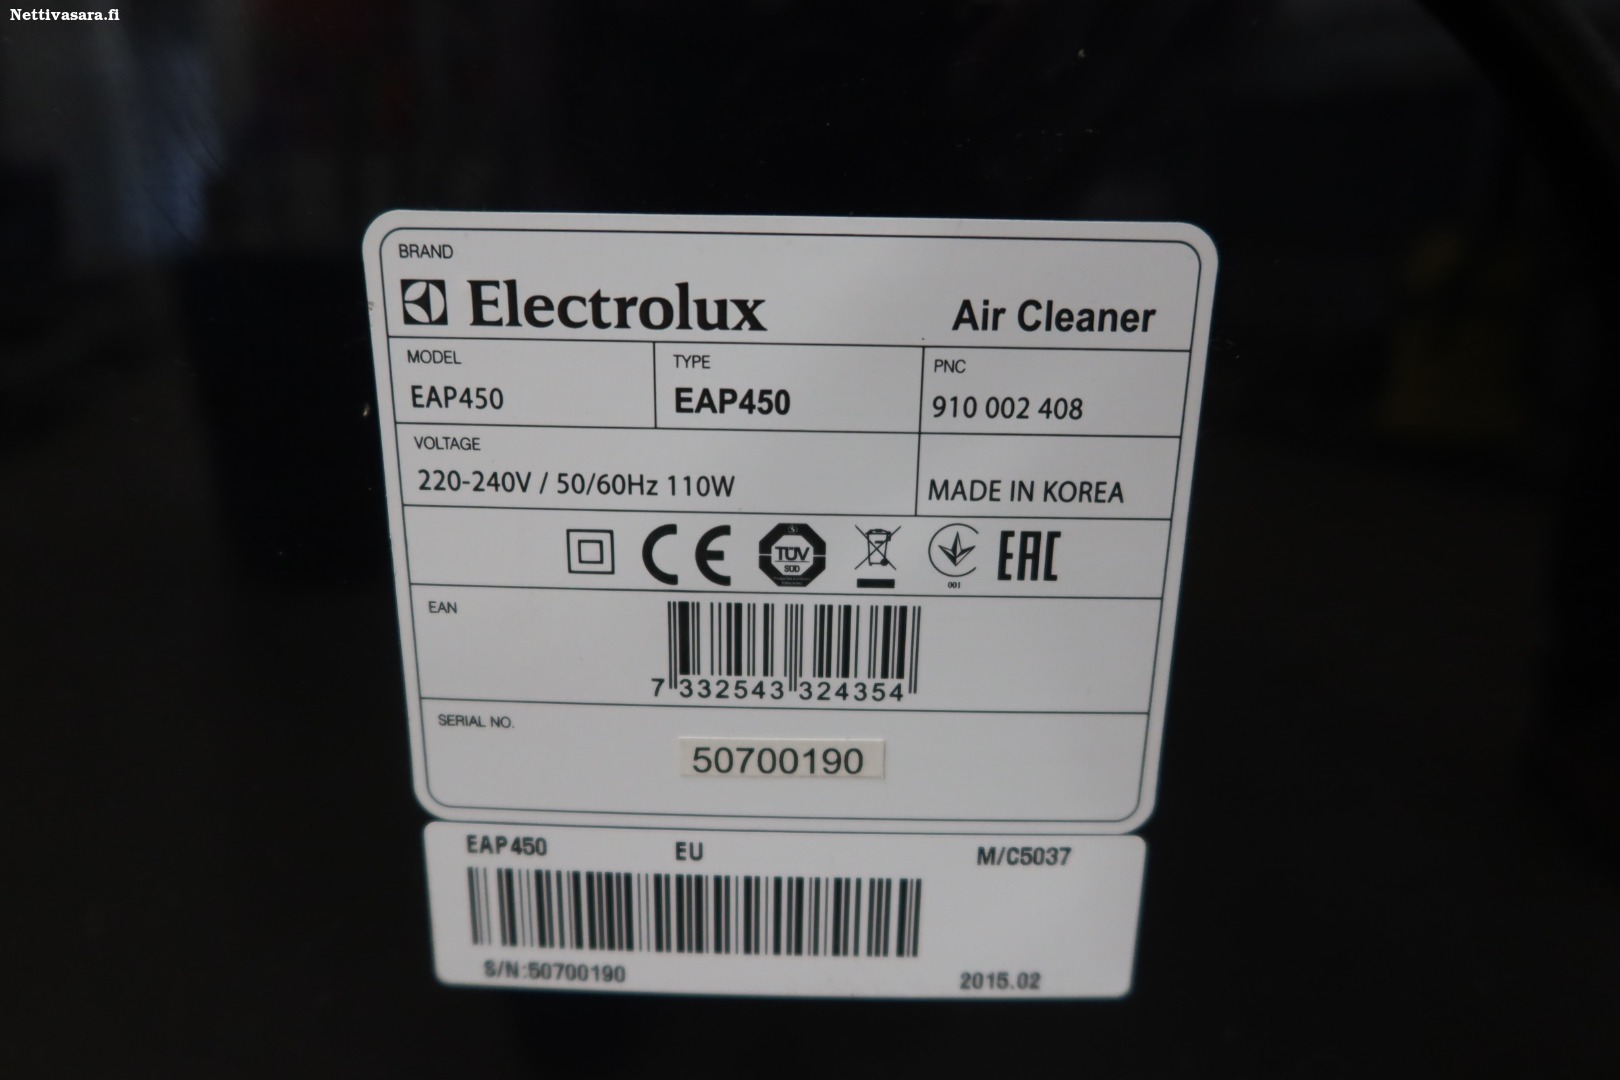 Nettivasara.fi
BRAND
Electrolux Air Cleaner
MODEL TYPE PNC
EAP450 EAP450 910 002 408
VOLTAGE
220-240V / 50/60Hz 110W MADE IN KOREA
CE TÜV SÜD 001 EAC
EAN
7 332543 324354
SERIAL NO.
50700190
EAP450 EU M/C5037
S/N:50700190 2015.02